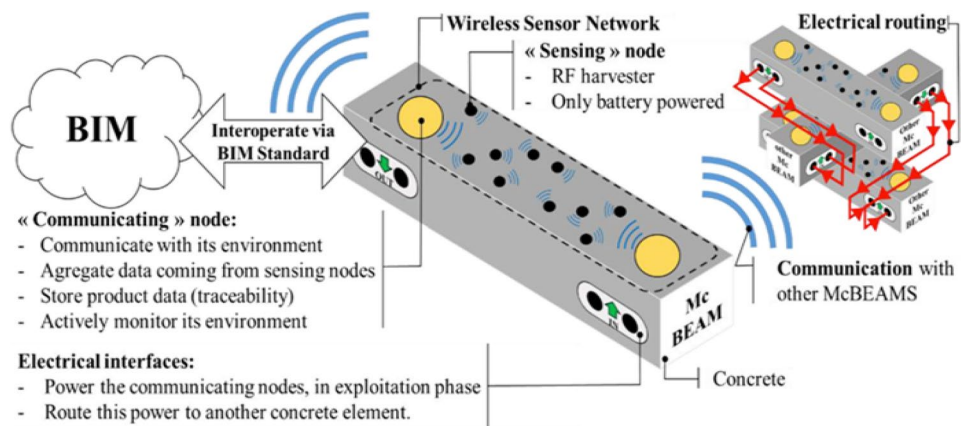 Wireless Sensor Network
« Sensing » node
- RF harvester
- Only battery powered
Electrical routing
BIM
Interoperate via
BIM Standard
OUT
« Communicating » node:
- Communicate with its environment
- Agregate data coming from sensing nodes
- Store product data (traceability)
- Actively monitor its environment
Electrical interfaces:
- Power the communicating nodes, in exploitation phase
- Route this power to another concrete element.
IN
Mc
BEAM
Concrete
Communication with
other McBEAMS
Other
Mc
BEAM
other
Mc
BEAM
Other
Mc
BEAM